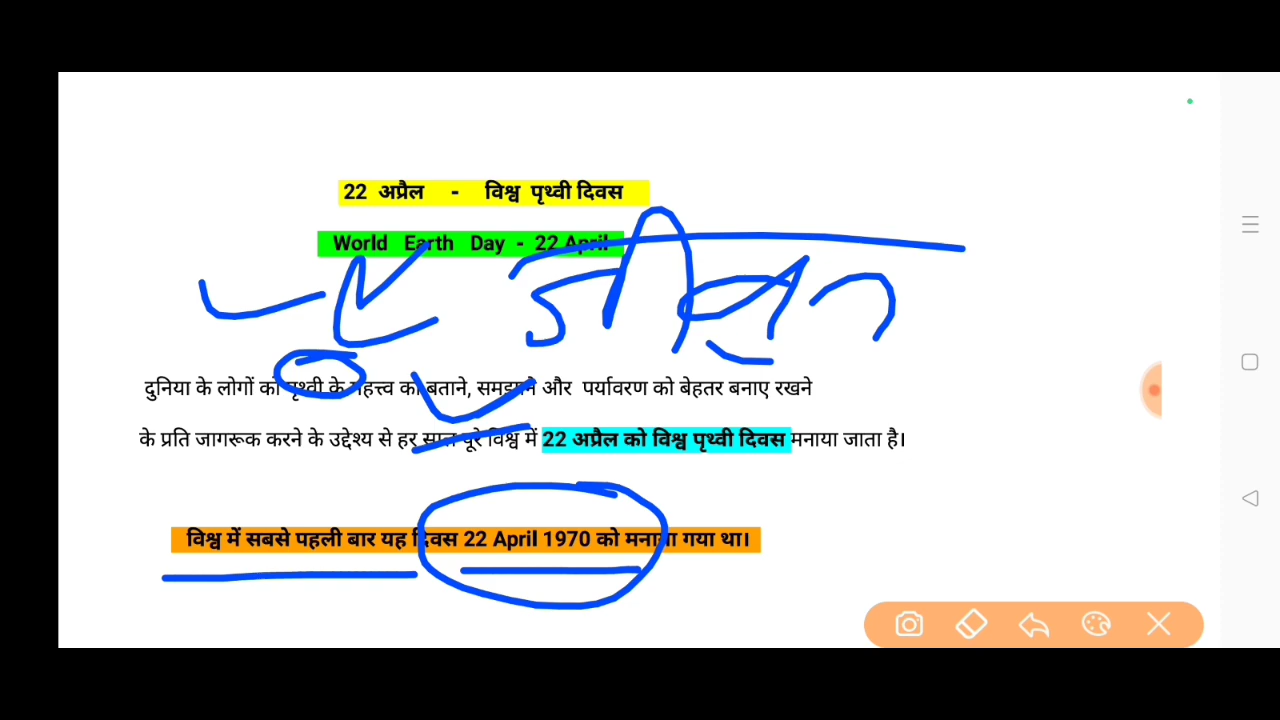 22 अप्रैल - विश्व पृथ्वी दिवस
World Earth Day - 22 April
जीवन
दुनिया के लोगों को पृथ्वी के महत्त्व को बताने, समझाने और पर्यावरण को बेहतर बनाए रखने
के प्रति जागरूक करने के उद्देश्य से हर साल पूरे विश्व में 22 अप्रैल को विश्व पृथ्वी दिवस मनाया जाता है।
विश्व में सबसे पहली बार यह दिवस 22 April 1970 को मनाया गया था।